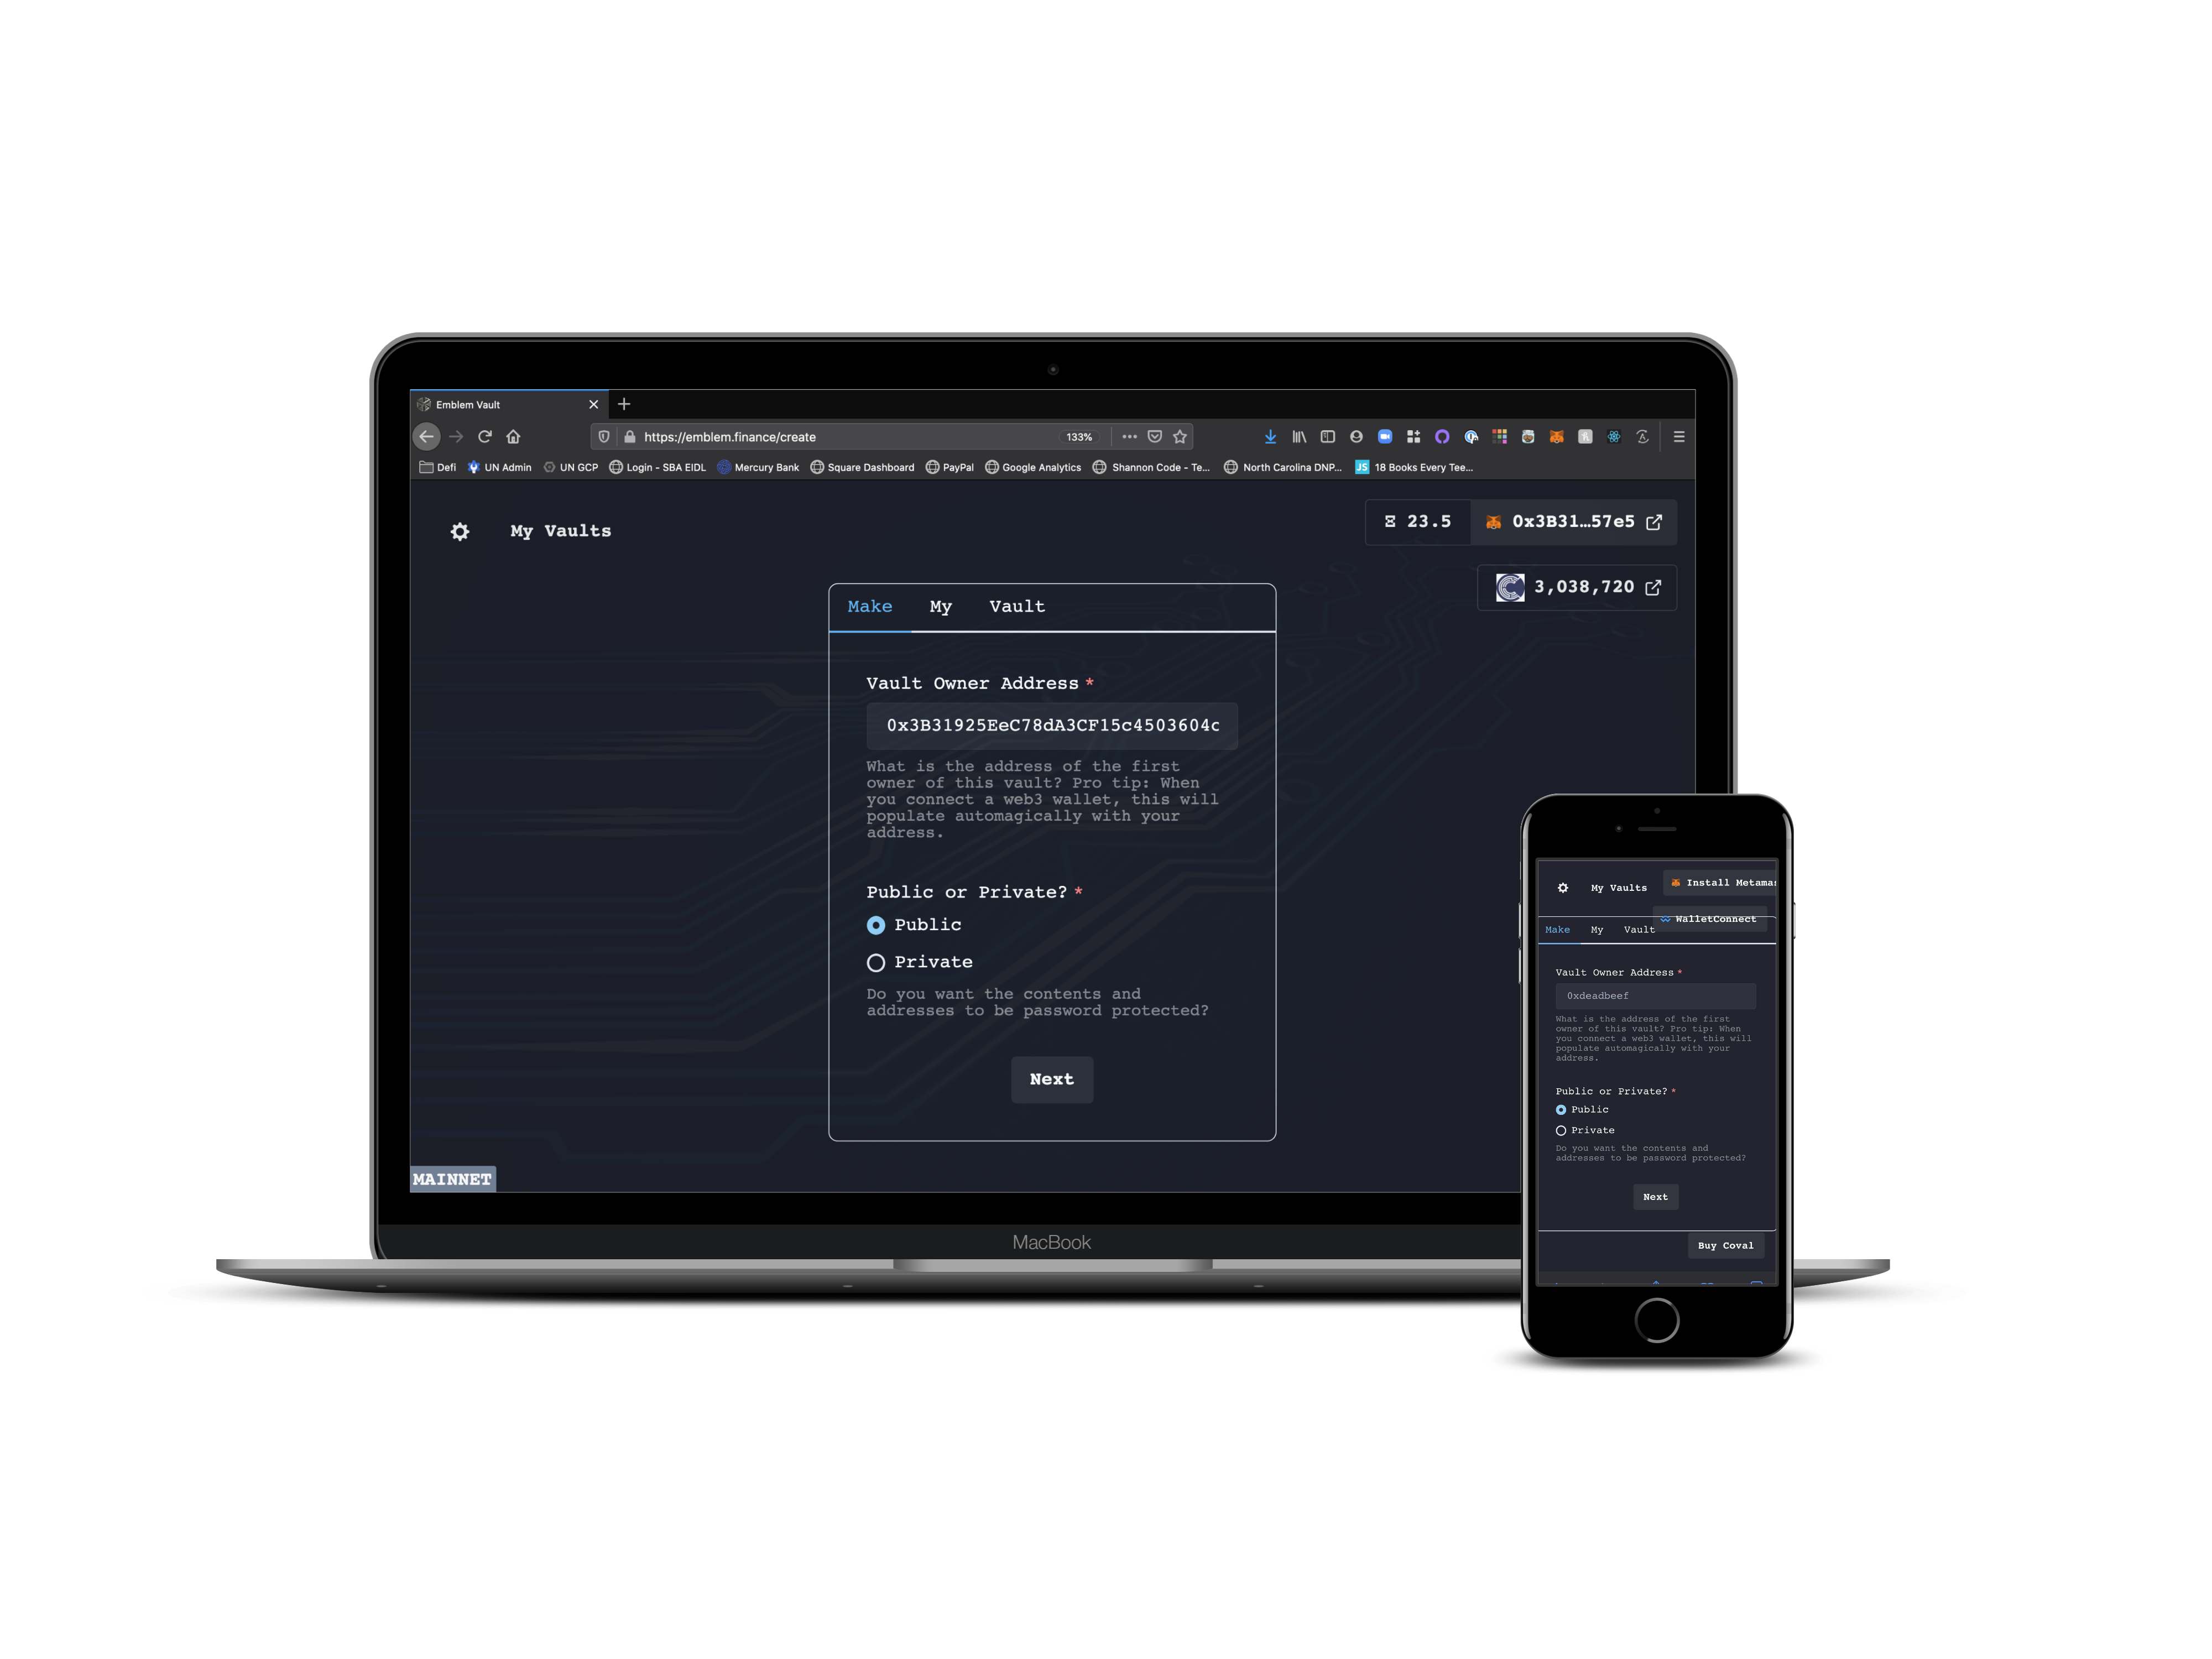 Emblem Vault
https://emblem.finance/create
133%
Defi UN Admin UN GCP Login - SBA EIDL Mercury Bank Square Dashboard PayPal Google Analytics Shannon Code - Te... North Carolina DNP... JS 18 Books Every Tee...
My Vaults
23.5 0x3B31...57e5
3,038,720
Make My Vault
Vault Owner Address *
0x3B31925EeC78dA3CF15c4503604c
What is the address of the first
owner of this vault? Pro tip: When
you connect a web3 wallet, this will
populate automagically with your
address.
Public or Private? *
Public
Private
Do you want the contents and
addresses to be password protected?
Next
MAINNET
MacBook
My Vaults
Install Metamas
WalletConnect
Make My Vault
Vault Owner Address *
0xdeadbeef
What is the address of the first
owner of this vault? Pro tip: When
you connect a web3 wallet, this will
populate automagically with your
address.
Public or Private? *
Public
Private
Do you want the contents and
addresses to be password protected?
Next
Buy Coval